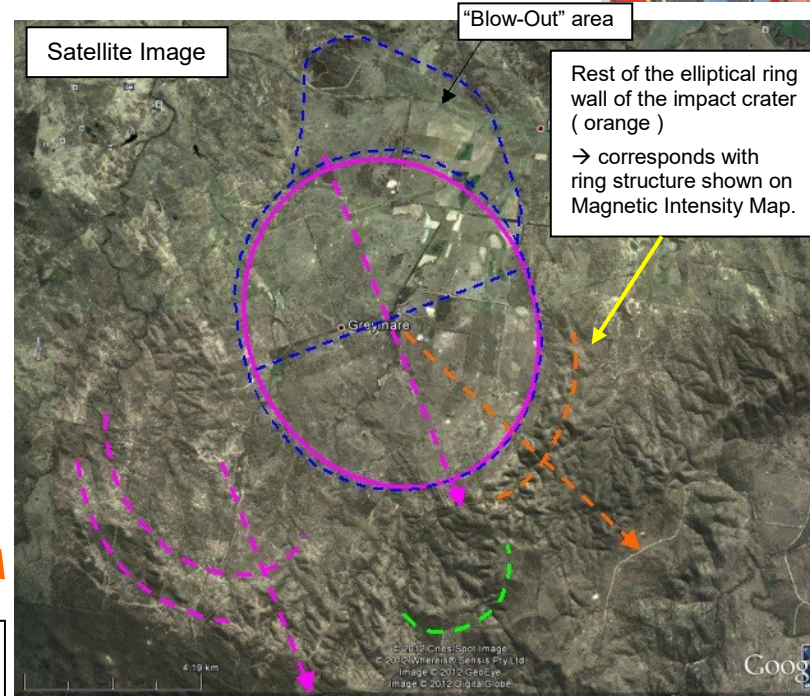 "Blow-Out" area
Satellite Image
Rest of the elliptical ring
wall of the impact crater
( orange )
→ corresponds with
ring structure shown on
Magnetic Intensity Map.
Greymare
4.19 km
© 2012 Cnes/Spot Image
© 2012 Whereis® Sensis Pty Ltd
Image © 2012 GeoEye
Image © 2012 DigitalGlobe
Goog